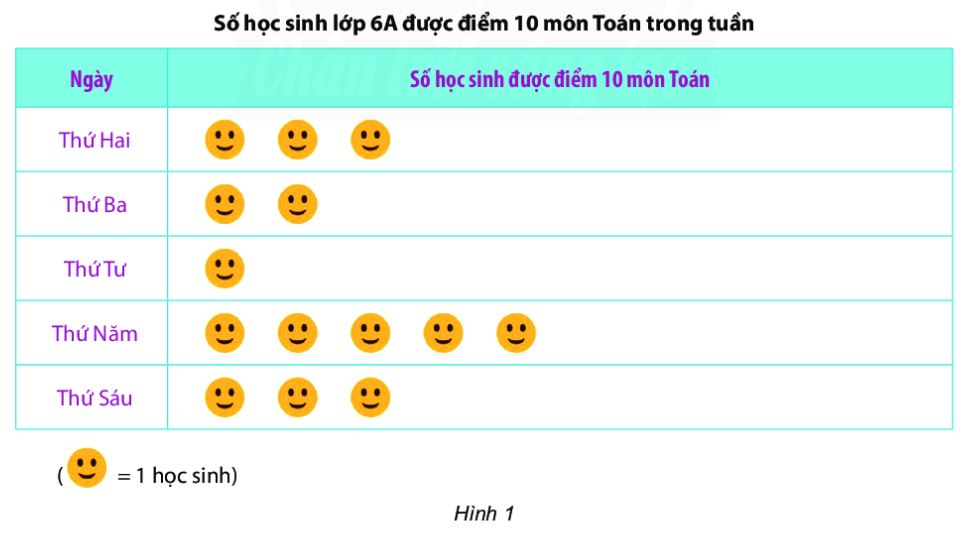 Số học sinh lớp 6A được điểm 10 môn Toán trong tuần
Ngày Số học sinh được điểm 10 môn Toán
Thứ Hai
Thứ Ba
Thứ Tư
Thứ Năm
Thứ Sáu
( = 1 học sinh)
Hình 1